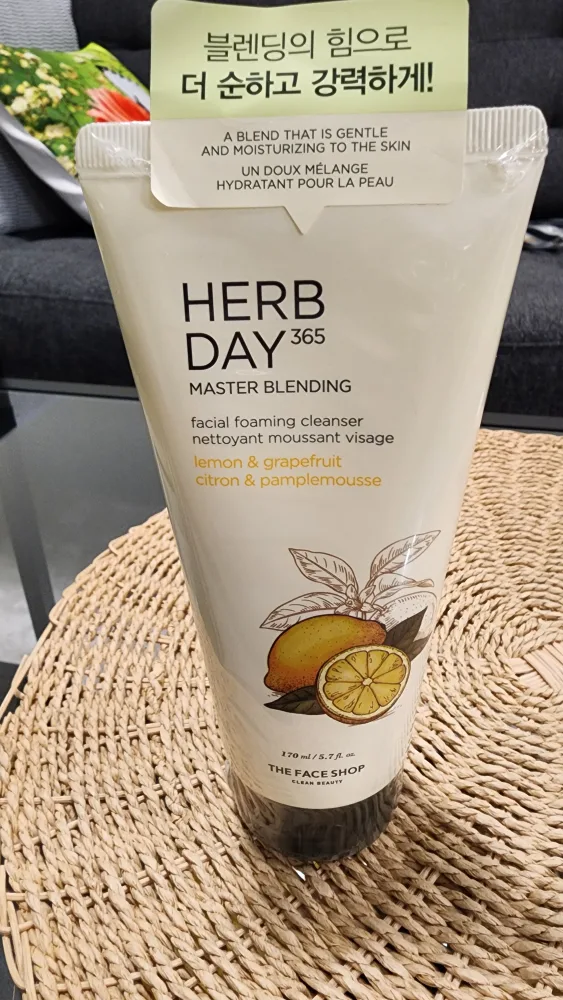 블렌딩의 힘으로
더 순하고 강력하게!
A BLEND THAT IS GENTLE
AND MOISTURIZING TO THE SKIN
UN DOUX MÉLANGE
HYDRATANT POUR LA PEAU
HERB
DAY 365
MASTER BLENDING
facial foaming cleanser
nettoyant moussant visage
lemon & grapefruit
citron & pamplemousse
170 ml / 5.7 fl. oz.
THE FACE SHOP
CLEAN BEAUTY